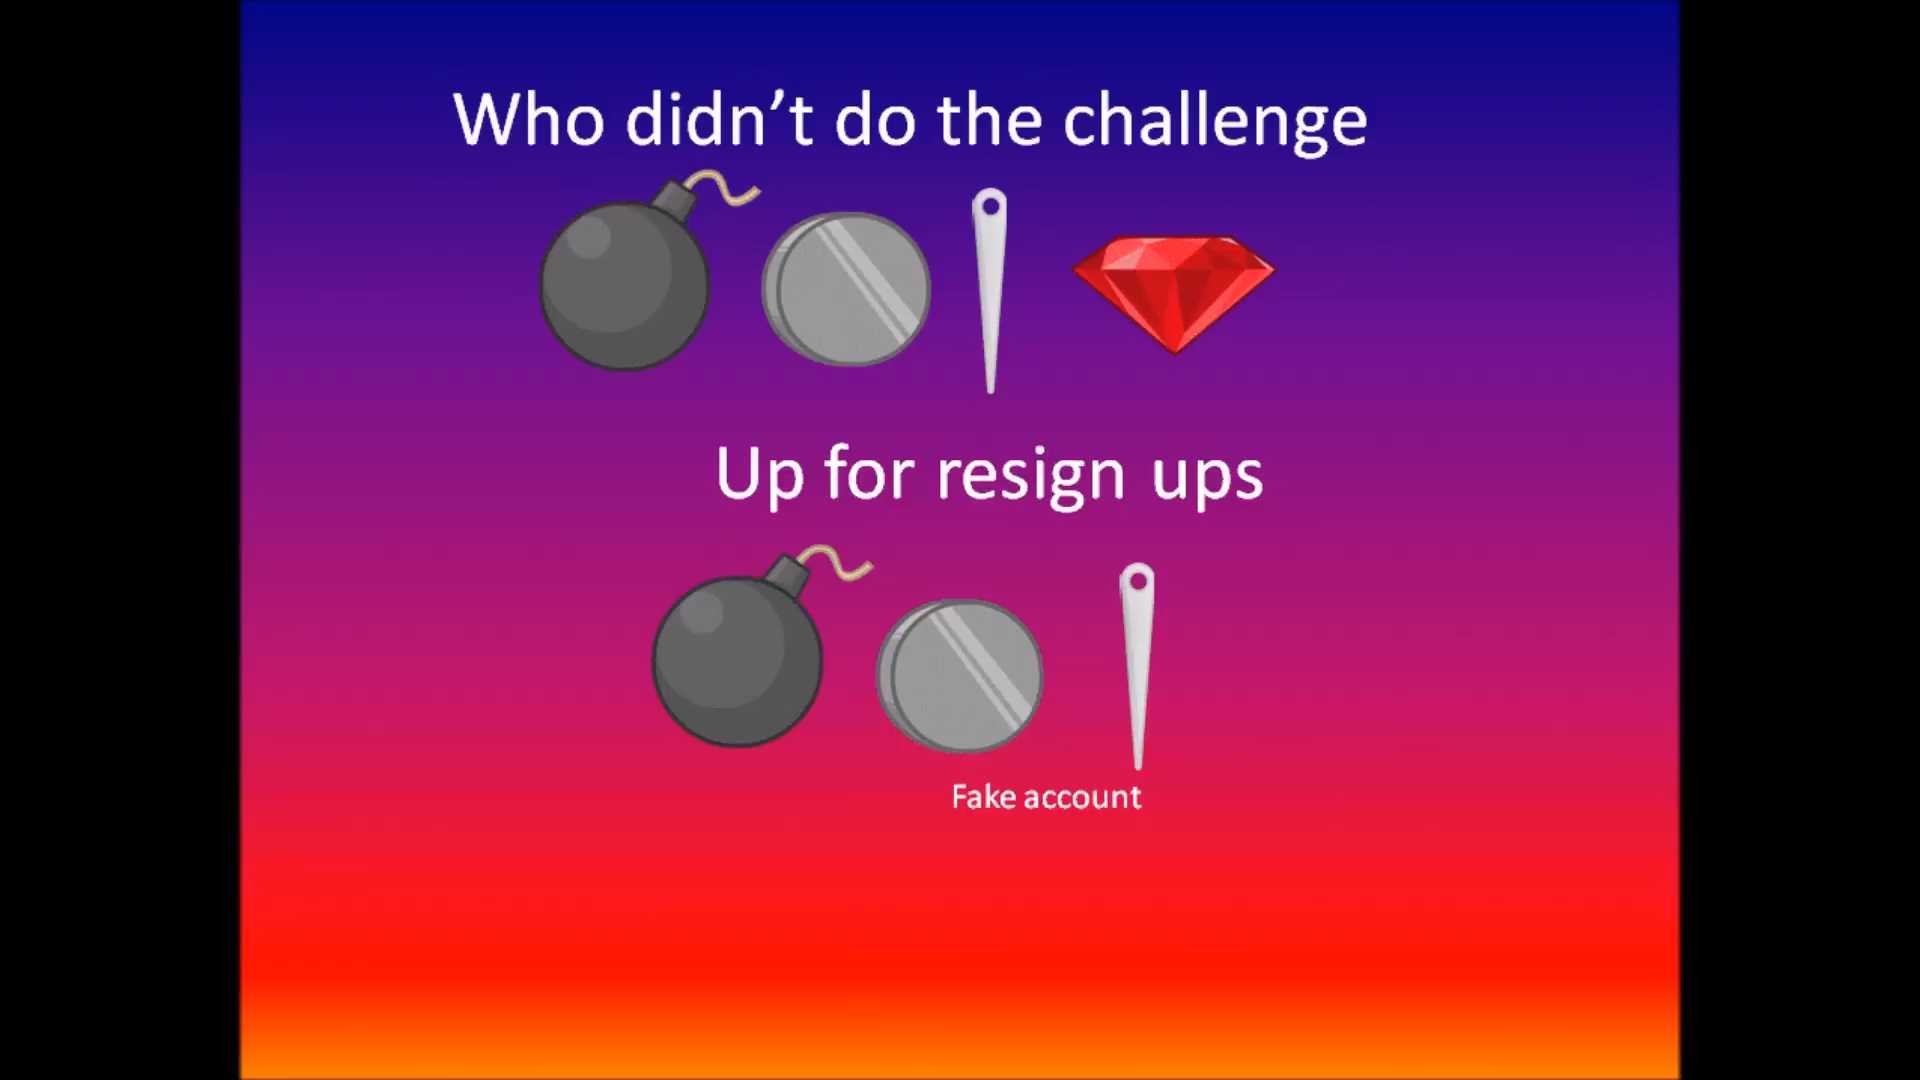 Who didn’t do the challenge
Up for resign ups
Fake account